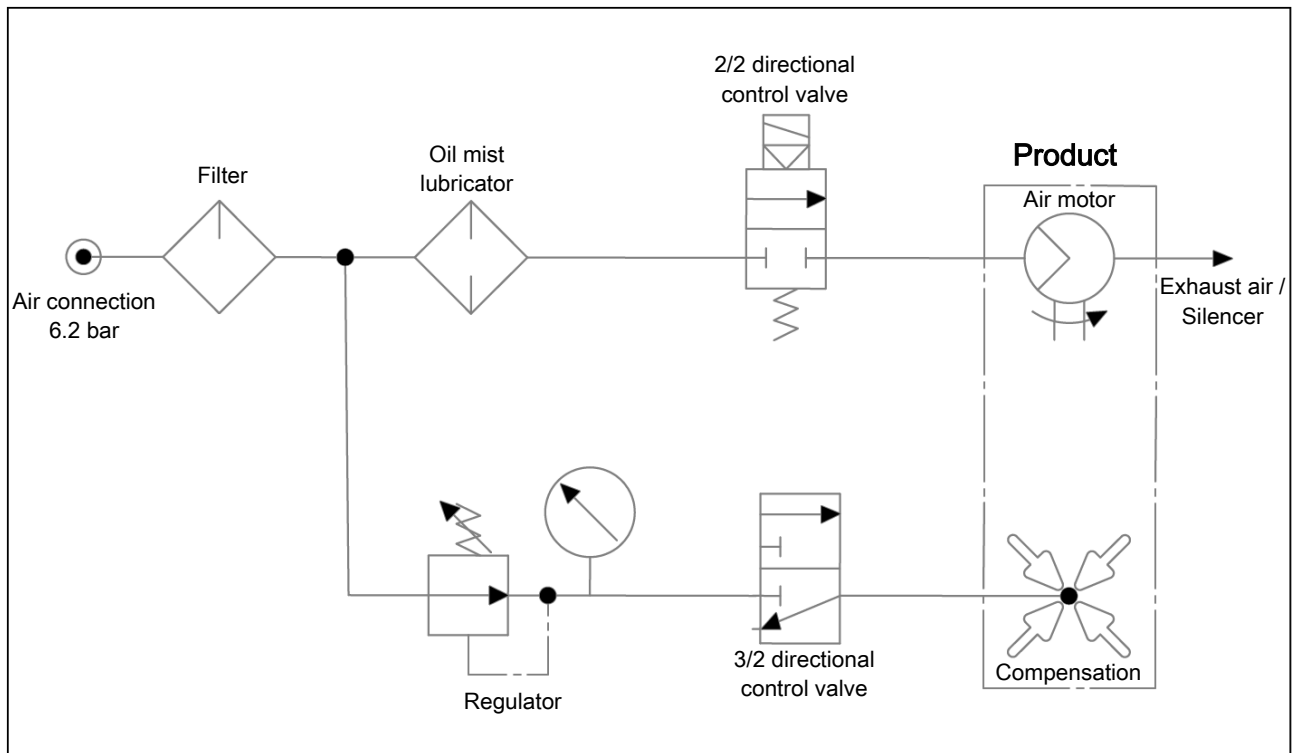 2/2 directional
control valve
Product
Oil mist
lubricator
Filter
Air motor
Air connection
6.2 bar
Exhaust air /
Silencer
Regulator
3/2 directional
control valve
Compensation